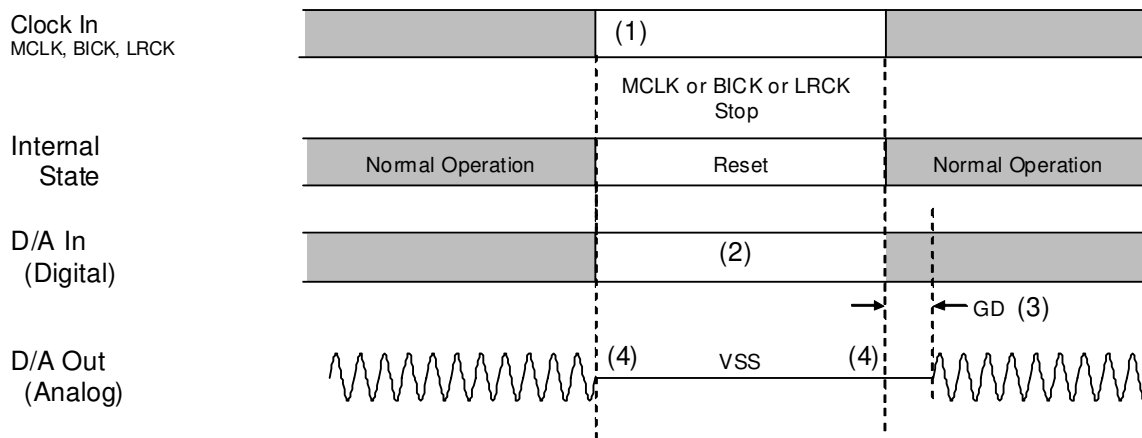 Clock In
MCLK, BICK, LRCK
(1)
MCLK or BICK or LRCK
Stop
Internal
State
Normal Operation
Reset
Normal Operation
D/A In
(Digital)
(2)
GD (3)
D/A Out
(Analog)
(4)
VSS
(4)